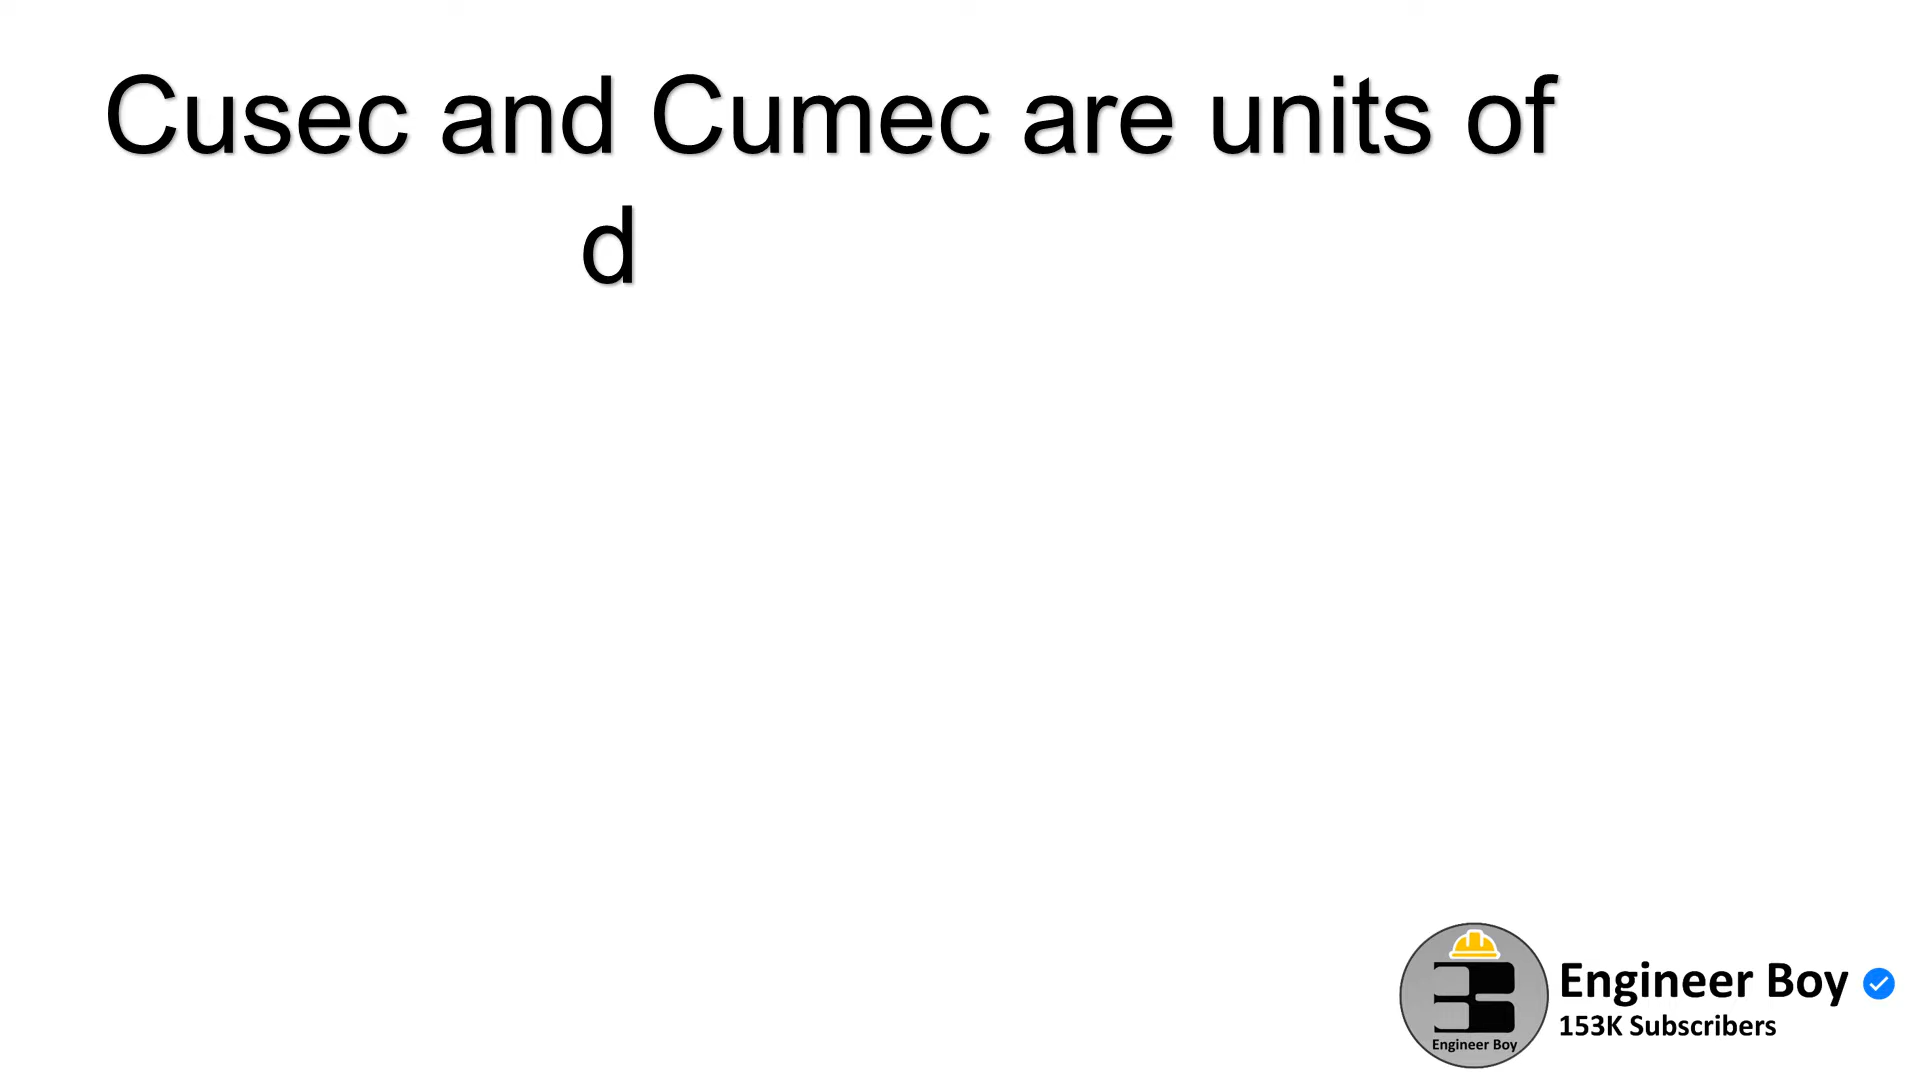 Cusec and Cumec are units of
d
Engineer Boy
153K Subscribers
Engineer Boy